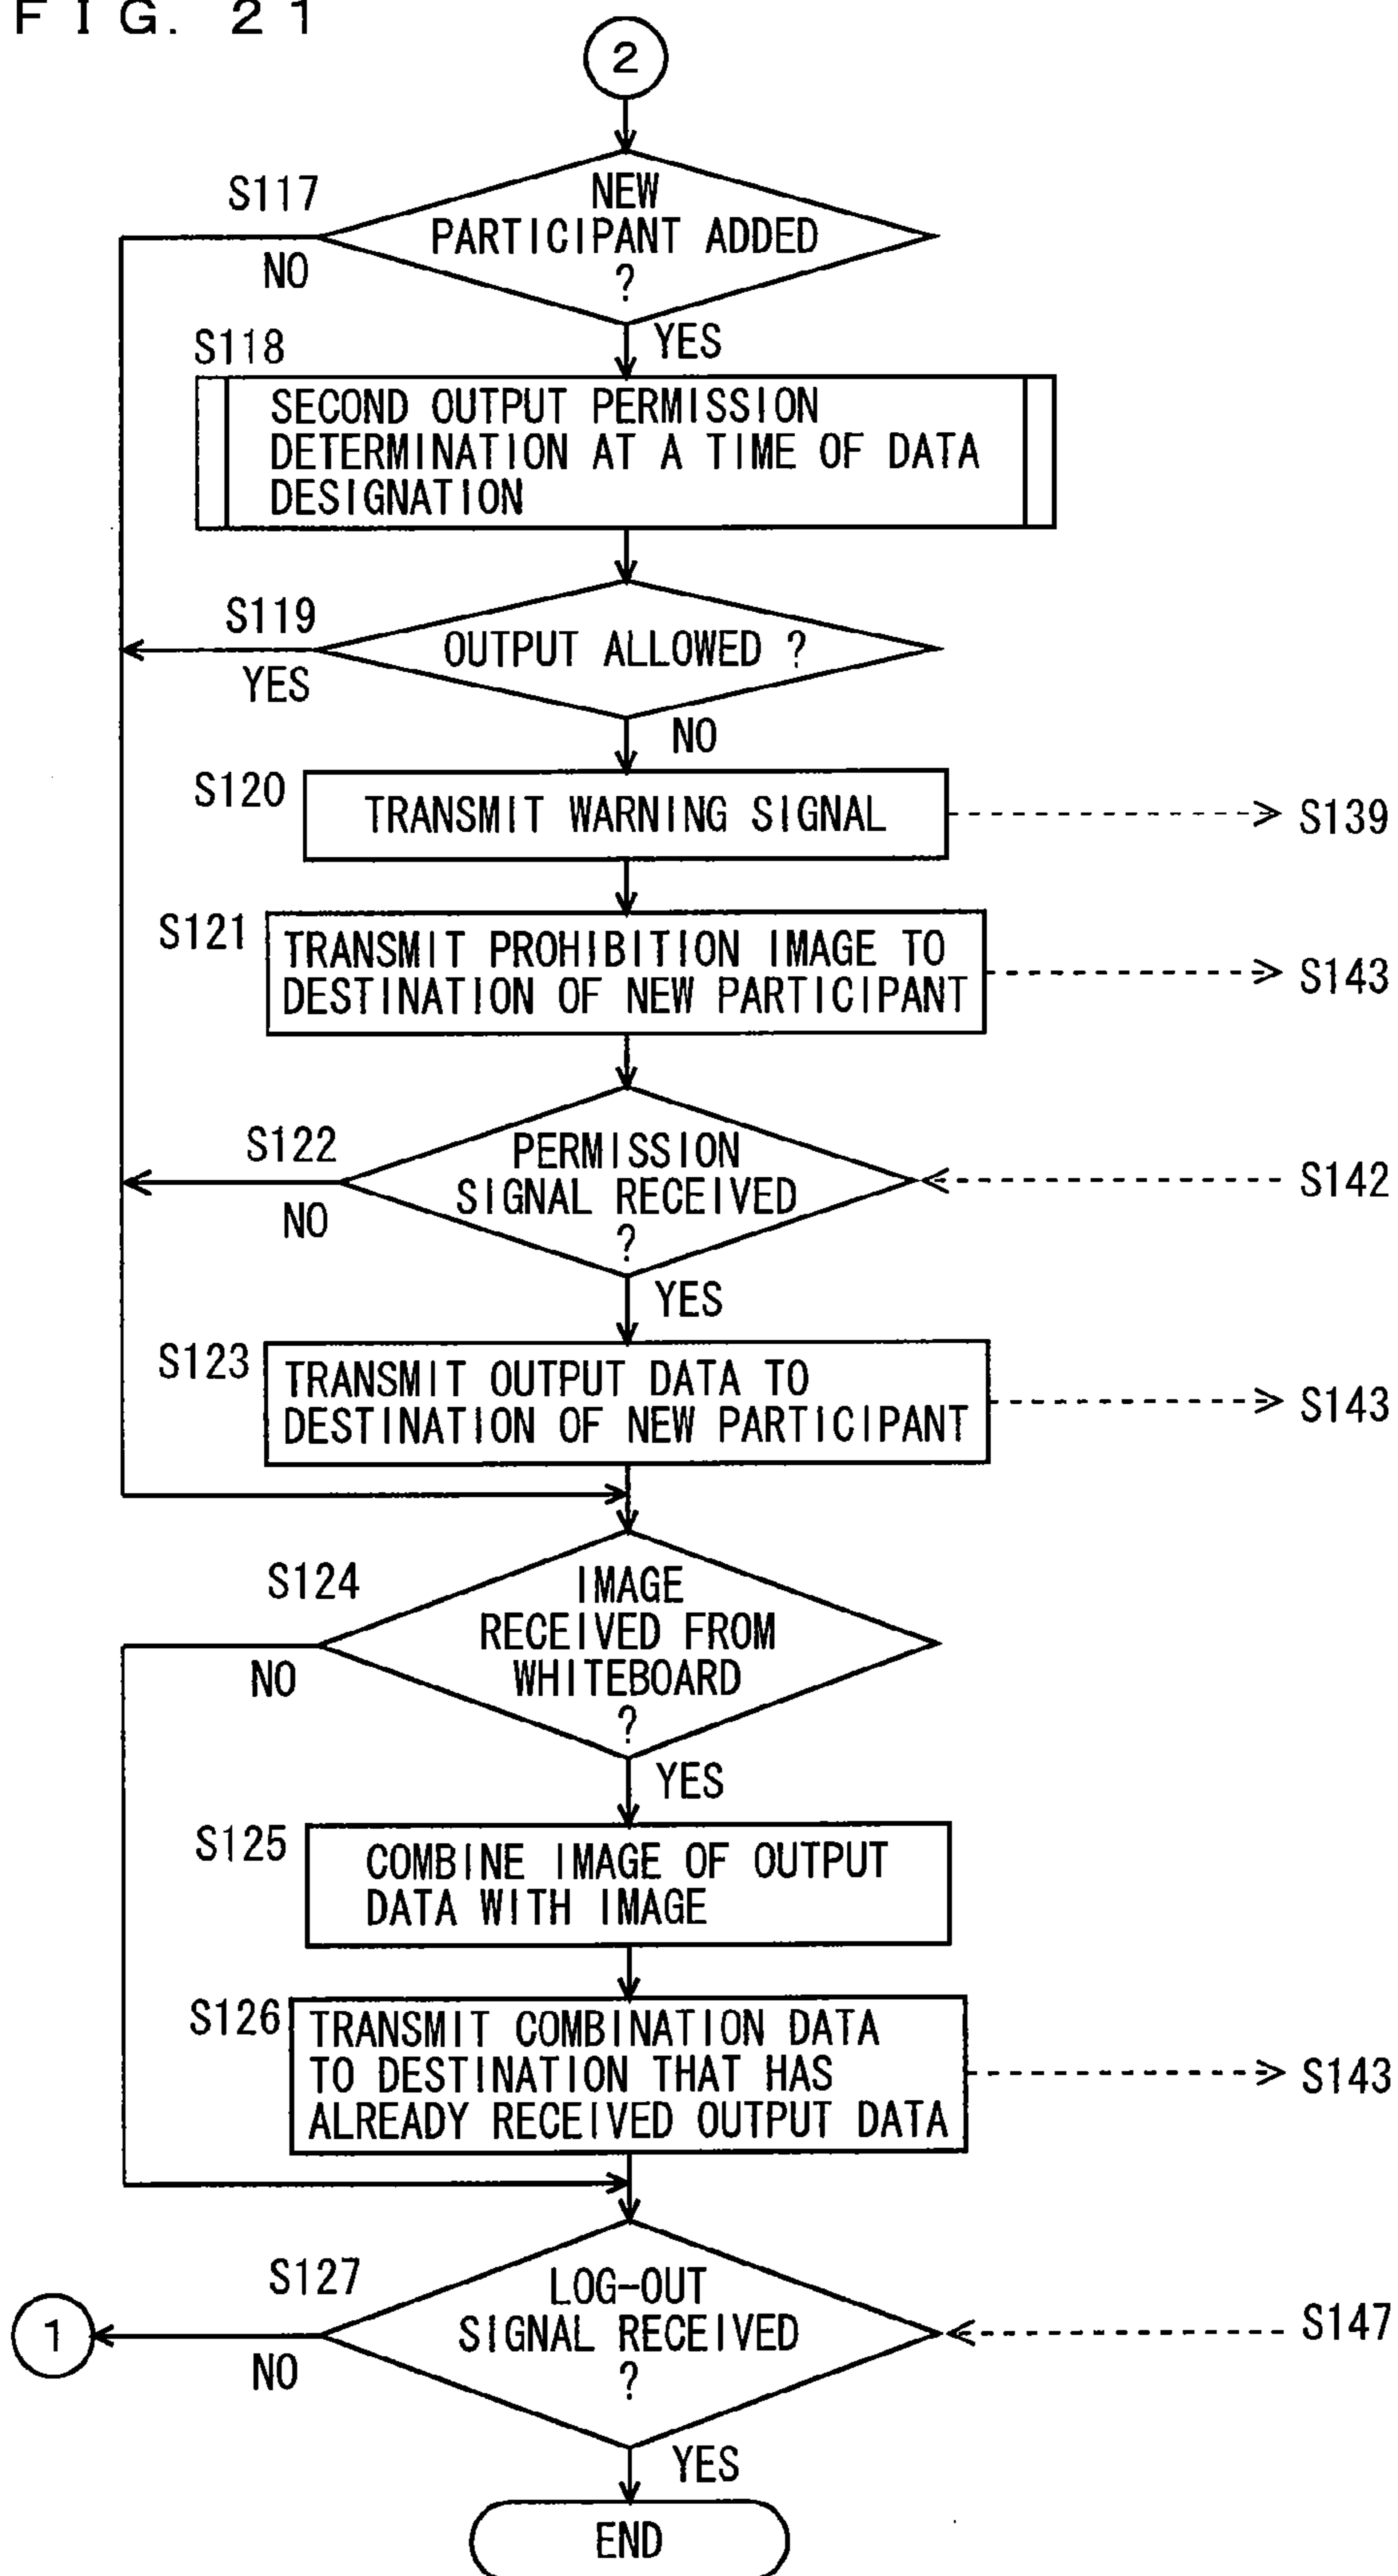 FIG. 21
2
S117
NEW
PARTICIPANT ADDED
?
NO
YES
S118
SECOND OUTPUT PERMISSION
DETERMINATION AT A TIME OF DATA
DESIGNATION
S119
OUTPUT ALLOWED ?
YES
NO
S120
TRANSMIT WARNING SIGNAL
S139
S121
TRANSMIT PROHIBITION IMAGE TO
DESTINATION OF NEW PARTICIPANT
S143
S122
PERMISSION
SIGNAL RECEIVED
?
S142
NO
YES
S123
TRANSMIT OUTPUT DATA TO
DESTINATION OF NEW PARTICIPANT
S143
S124
IMAGE
RECEIVED FROM
WHITEBOARD
?
NO
YES
S125
COMBINE IMAGE OF OUTPUT
DATA WITH IMAGE
S126
TRANSMIT COMBINATION DATA
TO DESTINATION THAT HAS
ALREADY RECEIVED OUTPUT DATA
S143
S127
LOG-OUT
SIGNAL RECEIVED
?
S147
1
NO
YES
END